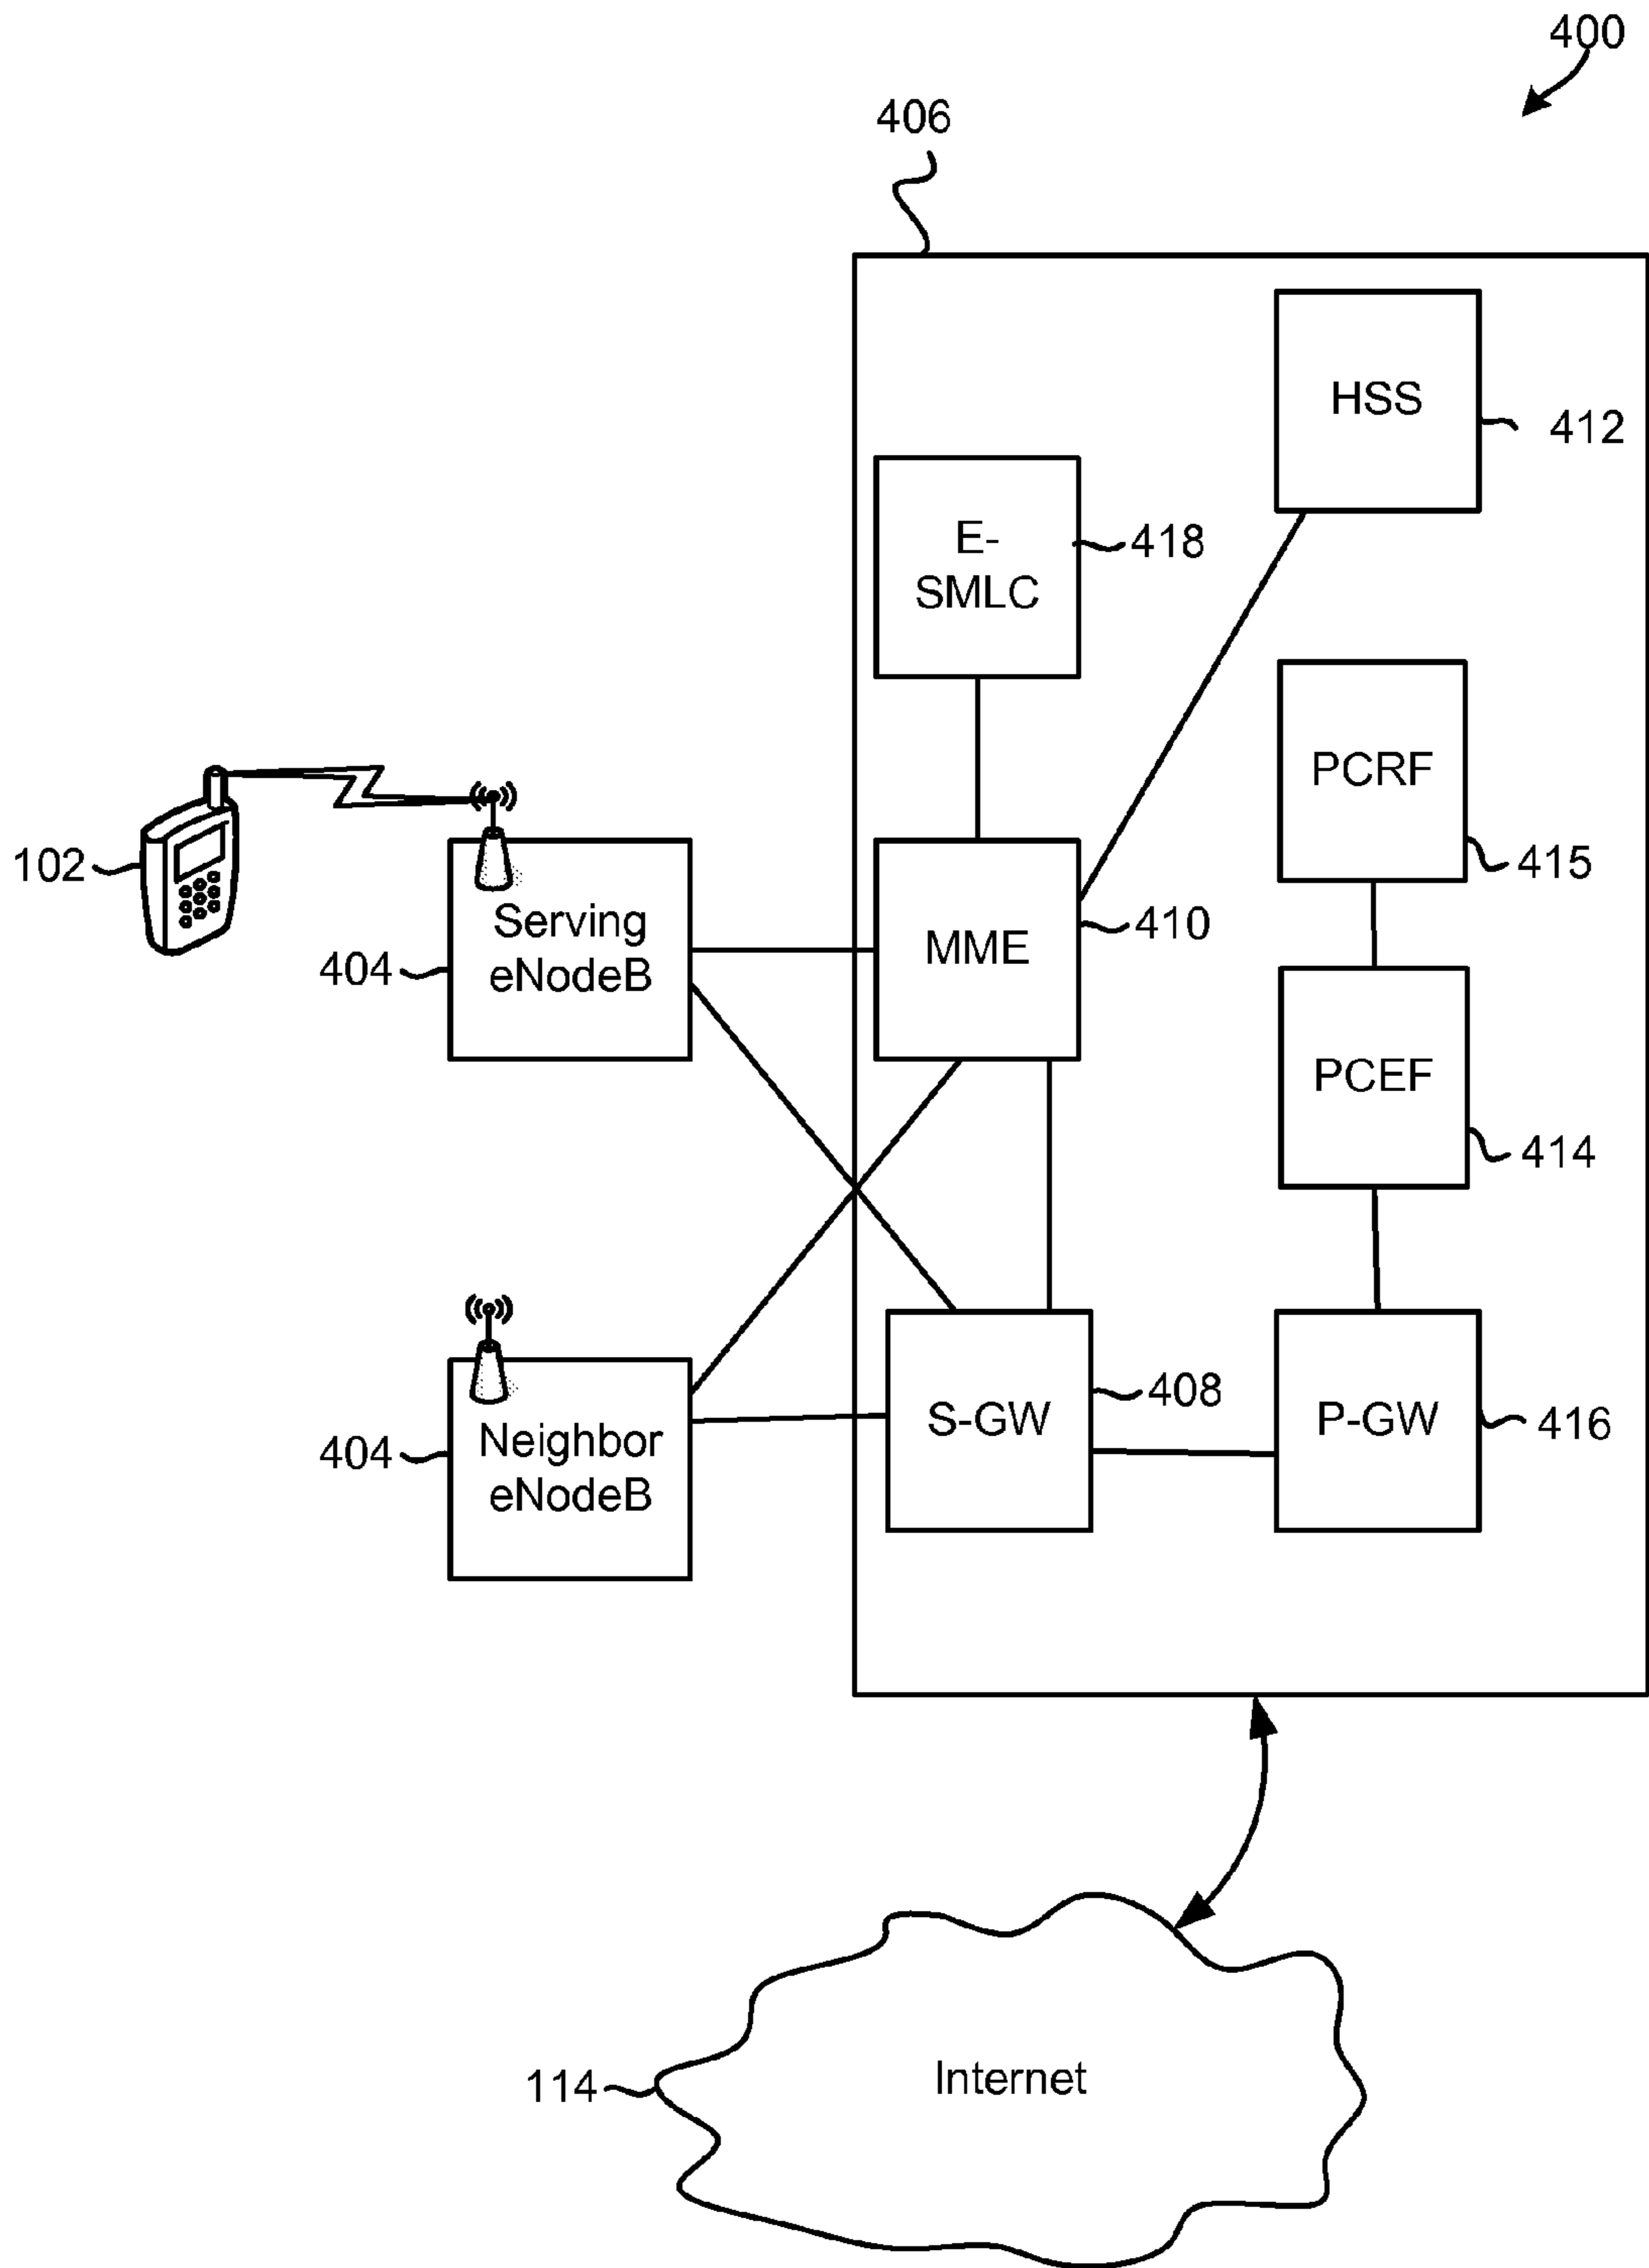 400
406
HSS
412
E-
SMLC
418
PCRF
415
102
Serving
eNodeB
404
MME
410
PCEF
414
Neighbor
eNodeB
404
S-GW
408
P-GW
416
Internet
114